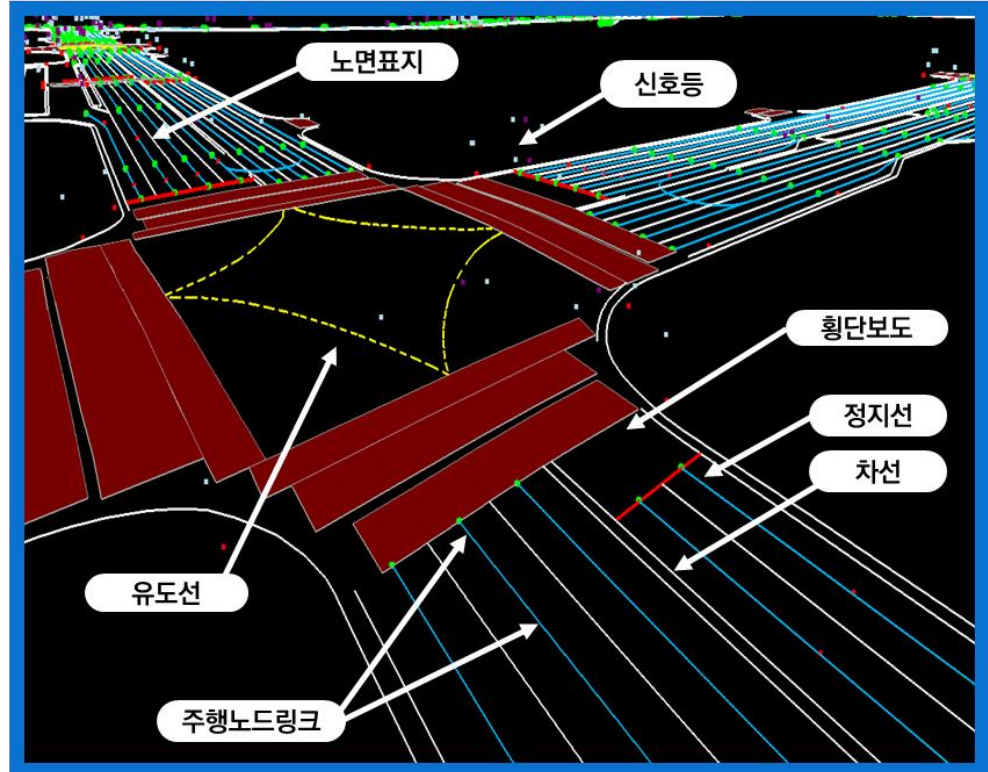 노면표지
신호등
횡단보도
정지선
차선
유도선
주행노드링크